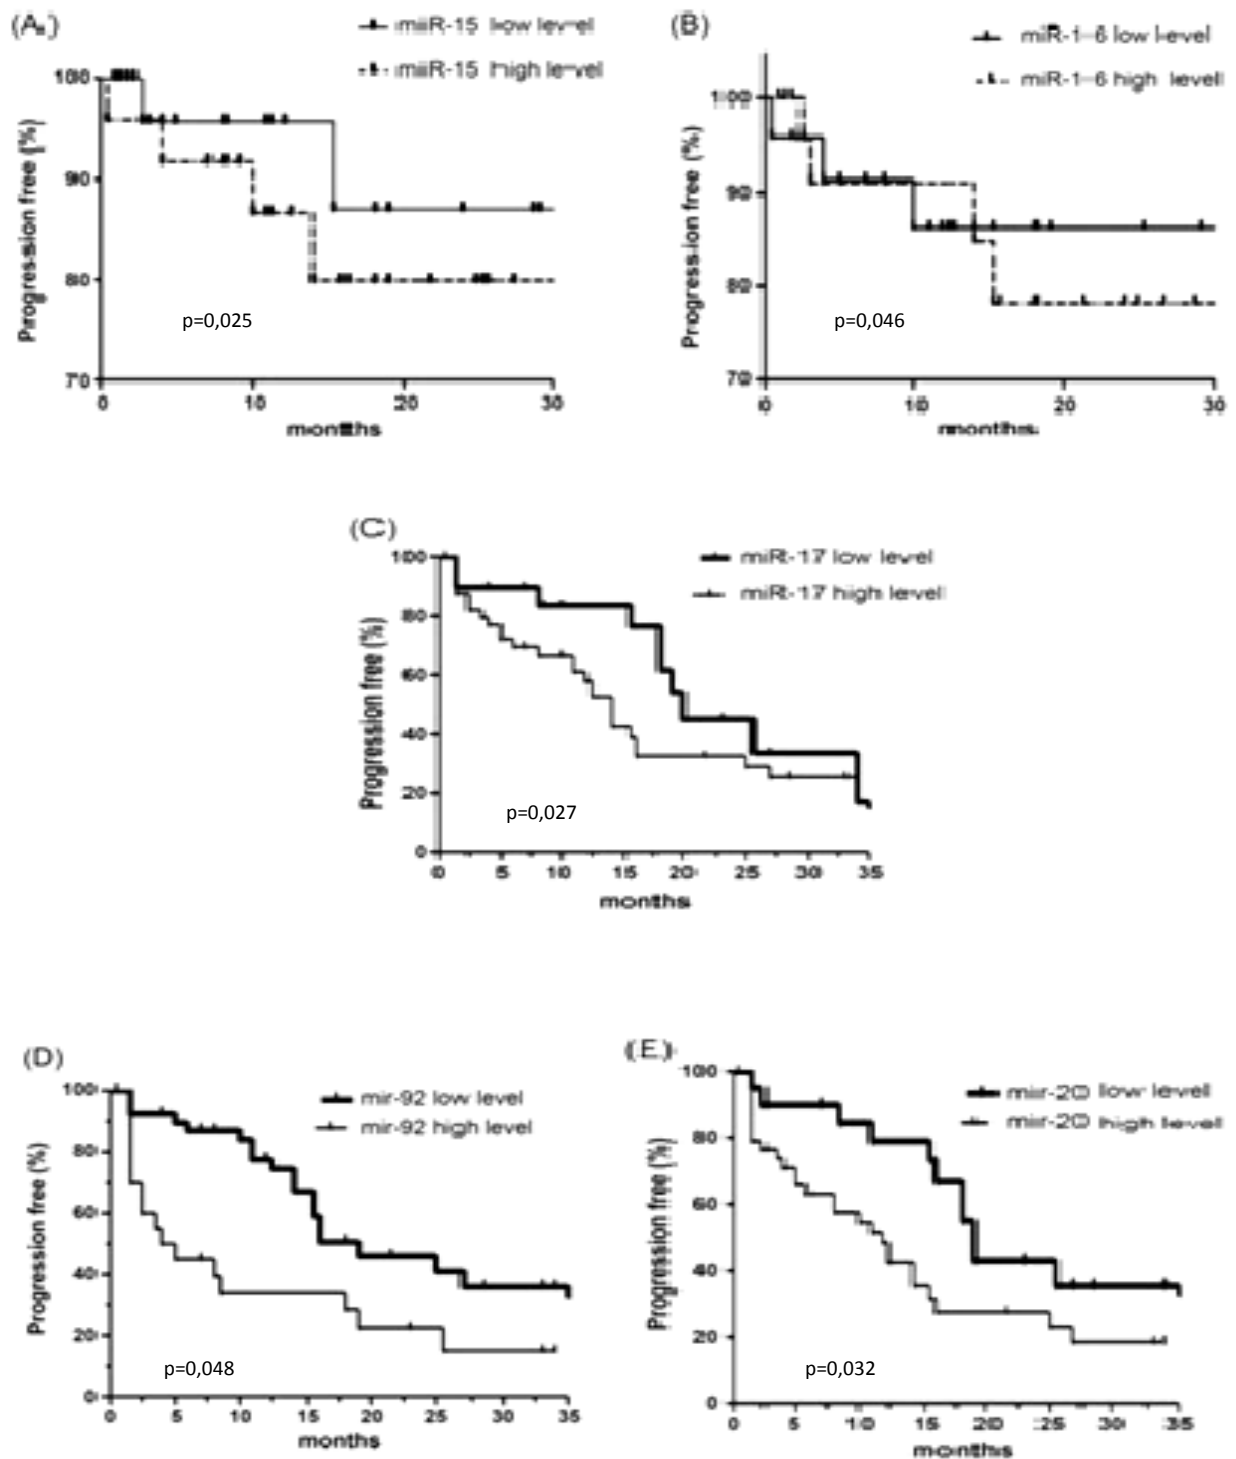 (A.)
miR-15 low level
miR-15 high level
100
90
80
70
Progression free (%)
p=0,025
0 10 20 30
months
(B)
miR-16 low level
miR-16 high level
100
90
80
70
Progression free (%)
p=0,046
0 10 20 30
months
(C)
miR-17 low level
miR-17 high level
100
80
60
40
20
0
Progression free (%)
p=0,027
0 5 10 15 20 25 30 35
months
(D)
mir-92 low level
mir-92 high level
100
80
60
40
20
0
Progression free (%)
p=0,048
0 5 10 15 20 25 30 35
months
(E)
mir-20 low level
mir-20 high level
100
80
60
40
20
0
Progression free (%)
p=0,032
0 5 10 15 20 25 30 35
months